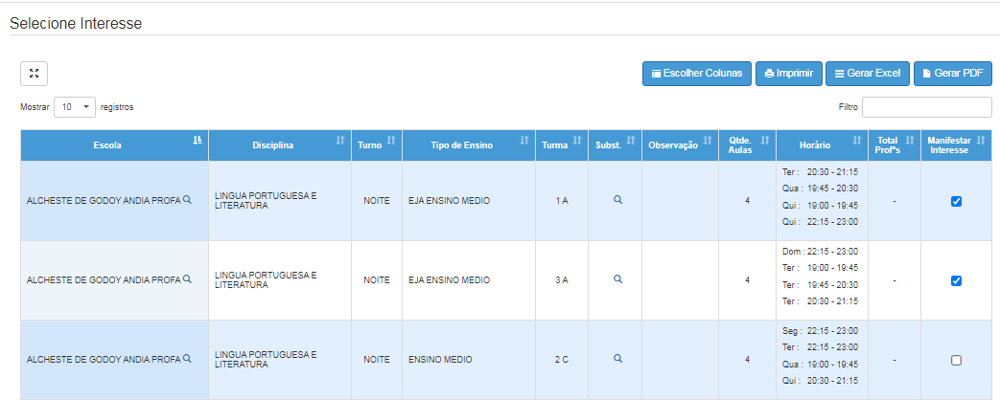 Selecione Interesse
Escolher Colunas Imprimir Gerar Excel Gerar PDF
Mostrar 10 registros Filtro
Escola Disciplina Turno Tipo de Ensino Turma Subst. Observação Qtde. Aulas Horário Total Profºs Manifestar Interesse
ALCHESTE DE GODOY ANDIA PROFA LINGUA PORTUGUESA E LITERATURA NOITE EJA ENSINO MEDIO 1 A 4 Ter : 20:30 - 21:15
Qua : 19:45 - 20:30
Qui : 19:00 - 19:45
Qui : 22:15 - 23:00
-
ALCHESTE DE GODOY ANDIA PROFA LINGUA PORTUGUESA E LITERATURA NOITE EJA ENSINO MEDIO 3 A 4 Dom : 22:15 - 23:00
Ter : 19:00 - 19:45
Ter : 19:45 - 20:30
Ter : 20:30 - 21:15
-
ALCHESTE DE GODOY ANDIA PROFA LINGUA PORTUGUESA E LITERATURA NOITE ENSINO MEDIO 2 C 4 Seg : 22:15 - 23:00
Ter : 22:15 - 23:00
Qua : 19:00 - 19:45
Qui : 20:30 - 21:15
-